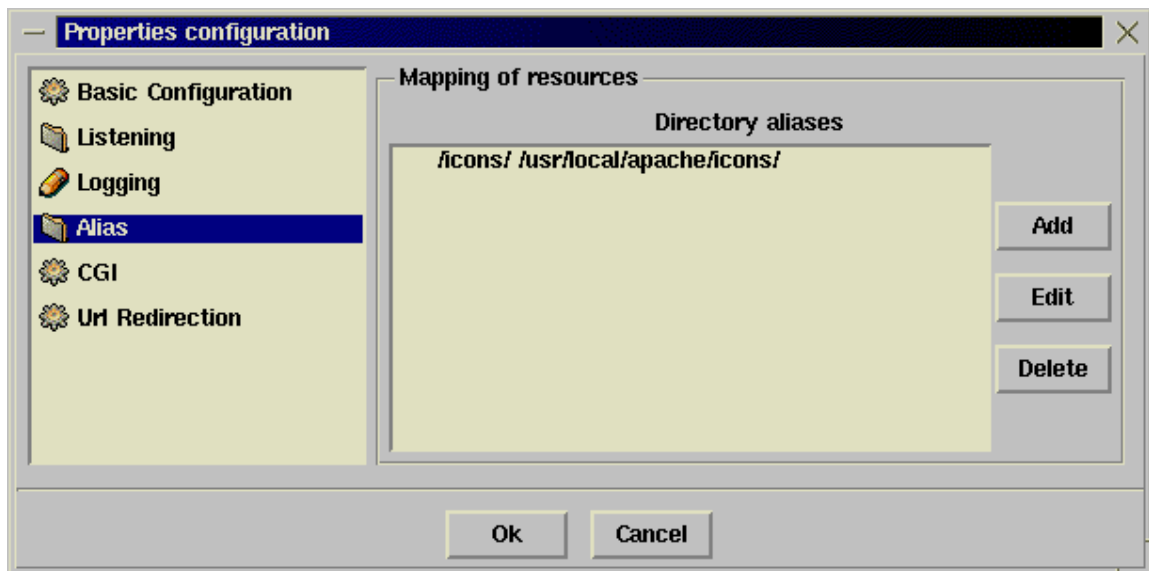 Properties configuration
Basic Configuration
Listening
Logging
Alias
CGI
Url Redirection
Mapping of resources
Directory aliases
/icons/ /usr/local/apache/icons/
Add
Edit
Delete
Ok
Cancel